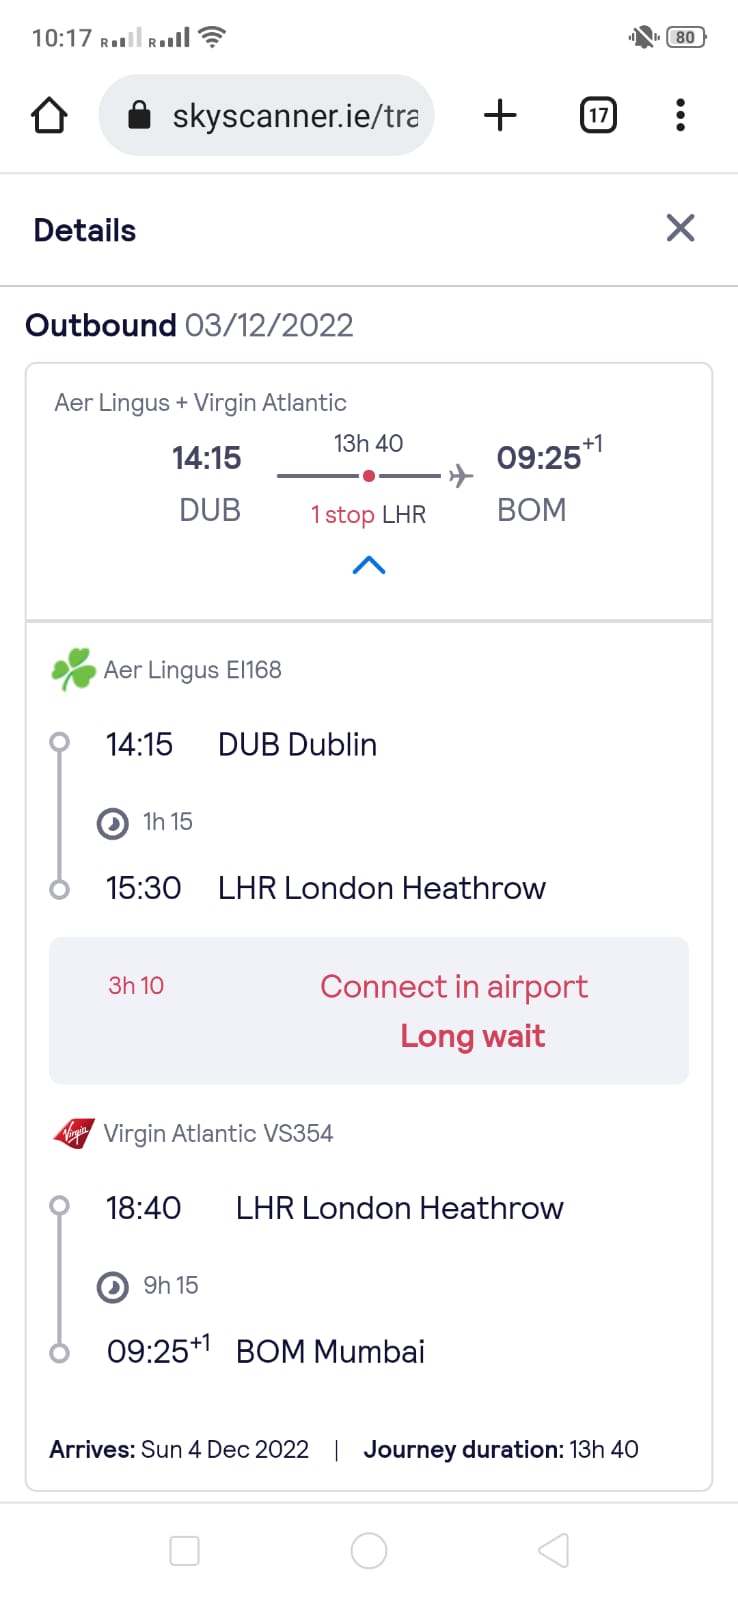 10:17 R R 80
skyscanner.ie/tra 17
Details
Outbound 03/12/2022
Aer Lingus + Virgin Atlantic
14:15 13h 40 09:25+1
DUB 1 stop LHR BOM
Aer Lingus EI168
14:15 DUB Dublin
1h 15
15:30 LHR London Heathrow
3h 10 Connect in airport
Long wait
Virgin Virgin Atlantic VS354
18:40 LHR London Heathrow
9h 15
09:25+1 BOM Mumbai
Arrives: Sun 4 Dec 2022 | Journey duration: 13h 40